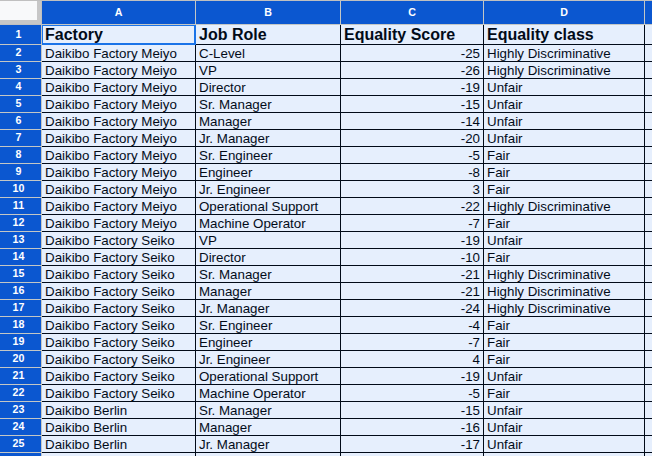 A B C D
1 Factory Job Role Equality Score Equality class
2 Daikibo Factory Meiyo C-Level -25 Highly Discriminative
3 Daikibo Factory Meiyo VP -26 Highly Discriminative
4 Daikibo Factory Meiyo Director -19 Unfair
5 Daikibo Factory Meiyo Sr. Manager -15 Unfair
6 Daikibo Factory Meiyo Manager -14 Unfair
7 Daikibo Factory Meiyo Jr. Manager -20 Unfair
8 Daikibo Factory Meiyo Sr. Engineer -5 Fair
9 Daikibo Factory Meiyo Engineer -8 Fair
10 Daikibo Factory Meiyo Jr. Engineer 3 Fair
11 Daikibo Factory Meiyo Operational Support -22 Highly Discriminative
12 Daikibo Factory Meiyo Machine Operator -7 Fair
13 Daikibo Factory Seiko VP -19 Unfair
14 Daikibo Factory Seiko Director -10 Fair
15 Daikibo Factory Seiko Sr. Manager -21 Highly Discriminative
16 Daikibo Factory Seiko Manager -21 Highly Discriminative
17 Daikibo Factory Seiko Jr. Manager -24 Highly Discriminative
18 Daikibo Factory Seiko Sr. Engineer -4 Fair
19 Daikibo Factory Seiko Engineer -7 Fair
20 Daikibo Factory Seiko Jr. Engineer 4 Fair
21 Daikibo Factory Seiko Operational Support -19 Unfair
22 Daikibo Factory Seiko Machine Operator -5 Fair
23 Daikibo Berlin Sr. Manager -15 Unfair
24 Daikibo Berlin Manager -16 Unfair
25 Daikibo Berlin Jr. Manager -17 Unfair